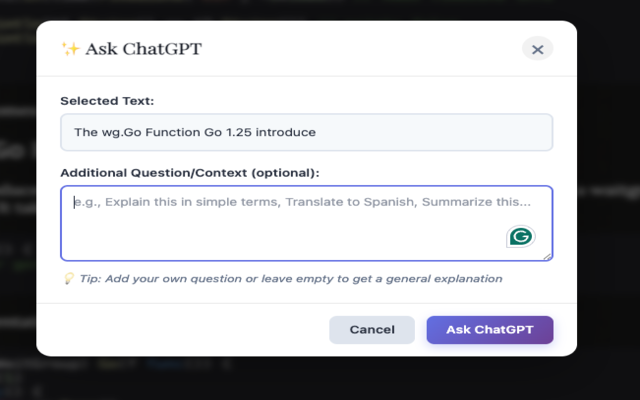 ✨ Ask ChatGPT
×
Selected Text:
The wg.Go Function Go 1.25 introduce
Additional Question/Context (optional):
e.g., Explain this in simple terms, Translate to Spanish, Summarize this...
💡 Tip: Add your own question or leave empty to get a general explanation
Cancel
Ask ChatGPT